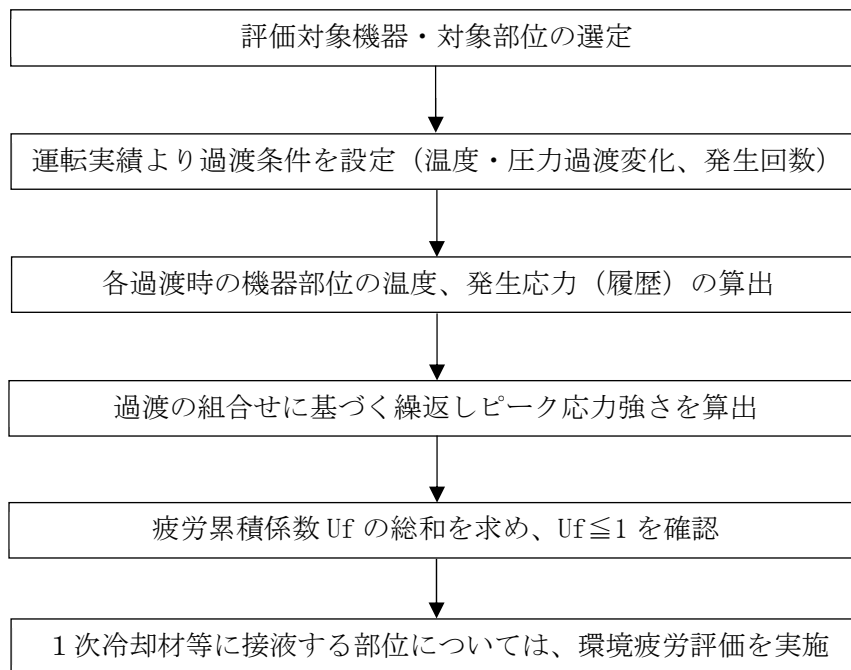 評価対象機器・対象部位の選定
運転実績より過渡条件を設定（温度・圧力過渡変化、発生回数）
各過渡時の機器部位の温度、発生応力（履歴）の算出
過渡の組合せに基づく繰返しピーク応力強さを算出
疲労累積係数 Uf の総和を求め、Uf≦1 を確認
１次冷却材等に接液する部位については、環境疲労評価を実施